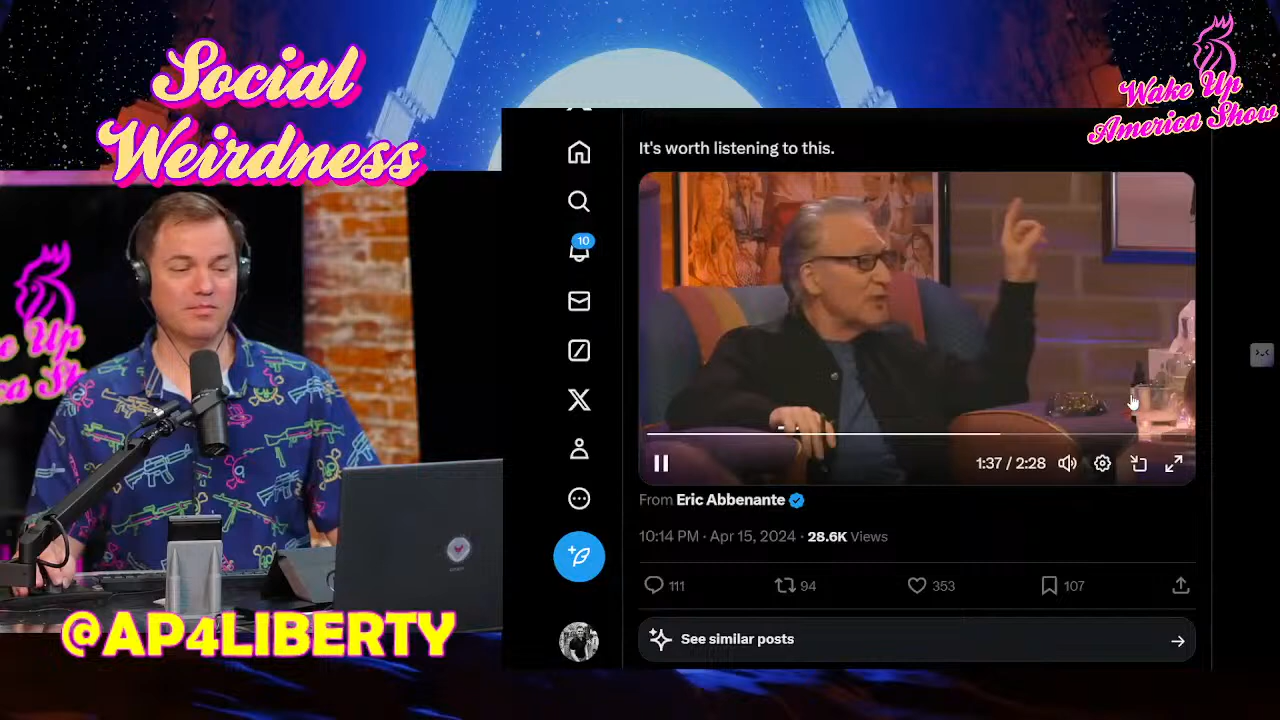 Social
Weirdness
Wake Up
America Show
It's worth listening to this.
10
1:37 / 2:28
From Eric Abbenante
10:14 PM · Apr 15, 2024 · 28.6K Views
111
94
353
107
See similar posts
@AP4LIBERTY